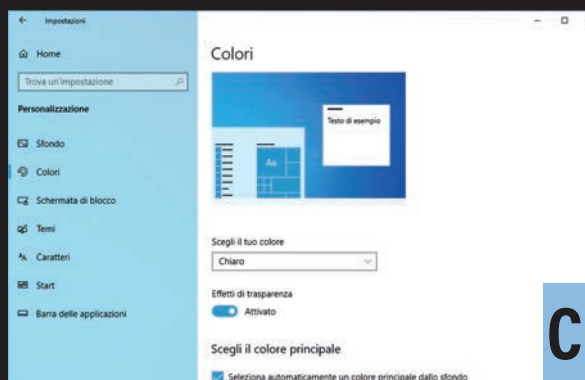 Impostazioni
Home
Trova un'impostazione
Personalizzazione
Sfondo
Colori
Schermata di blocco
Temi
Caratteri
Start
Barra delle applicazioni
Colori
Testo di esempio
Aa
Scegli il tuo colore
Chiaro
Effetti di trasparenza
Attivato
Scegli il colore principale
Seleziona automaticamente un colore principale dallo sfondo
C